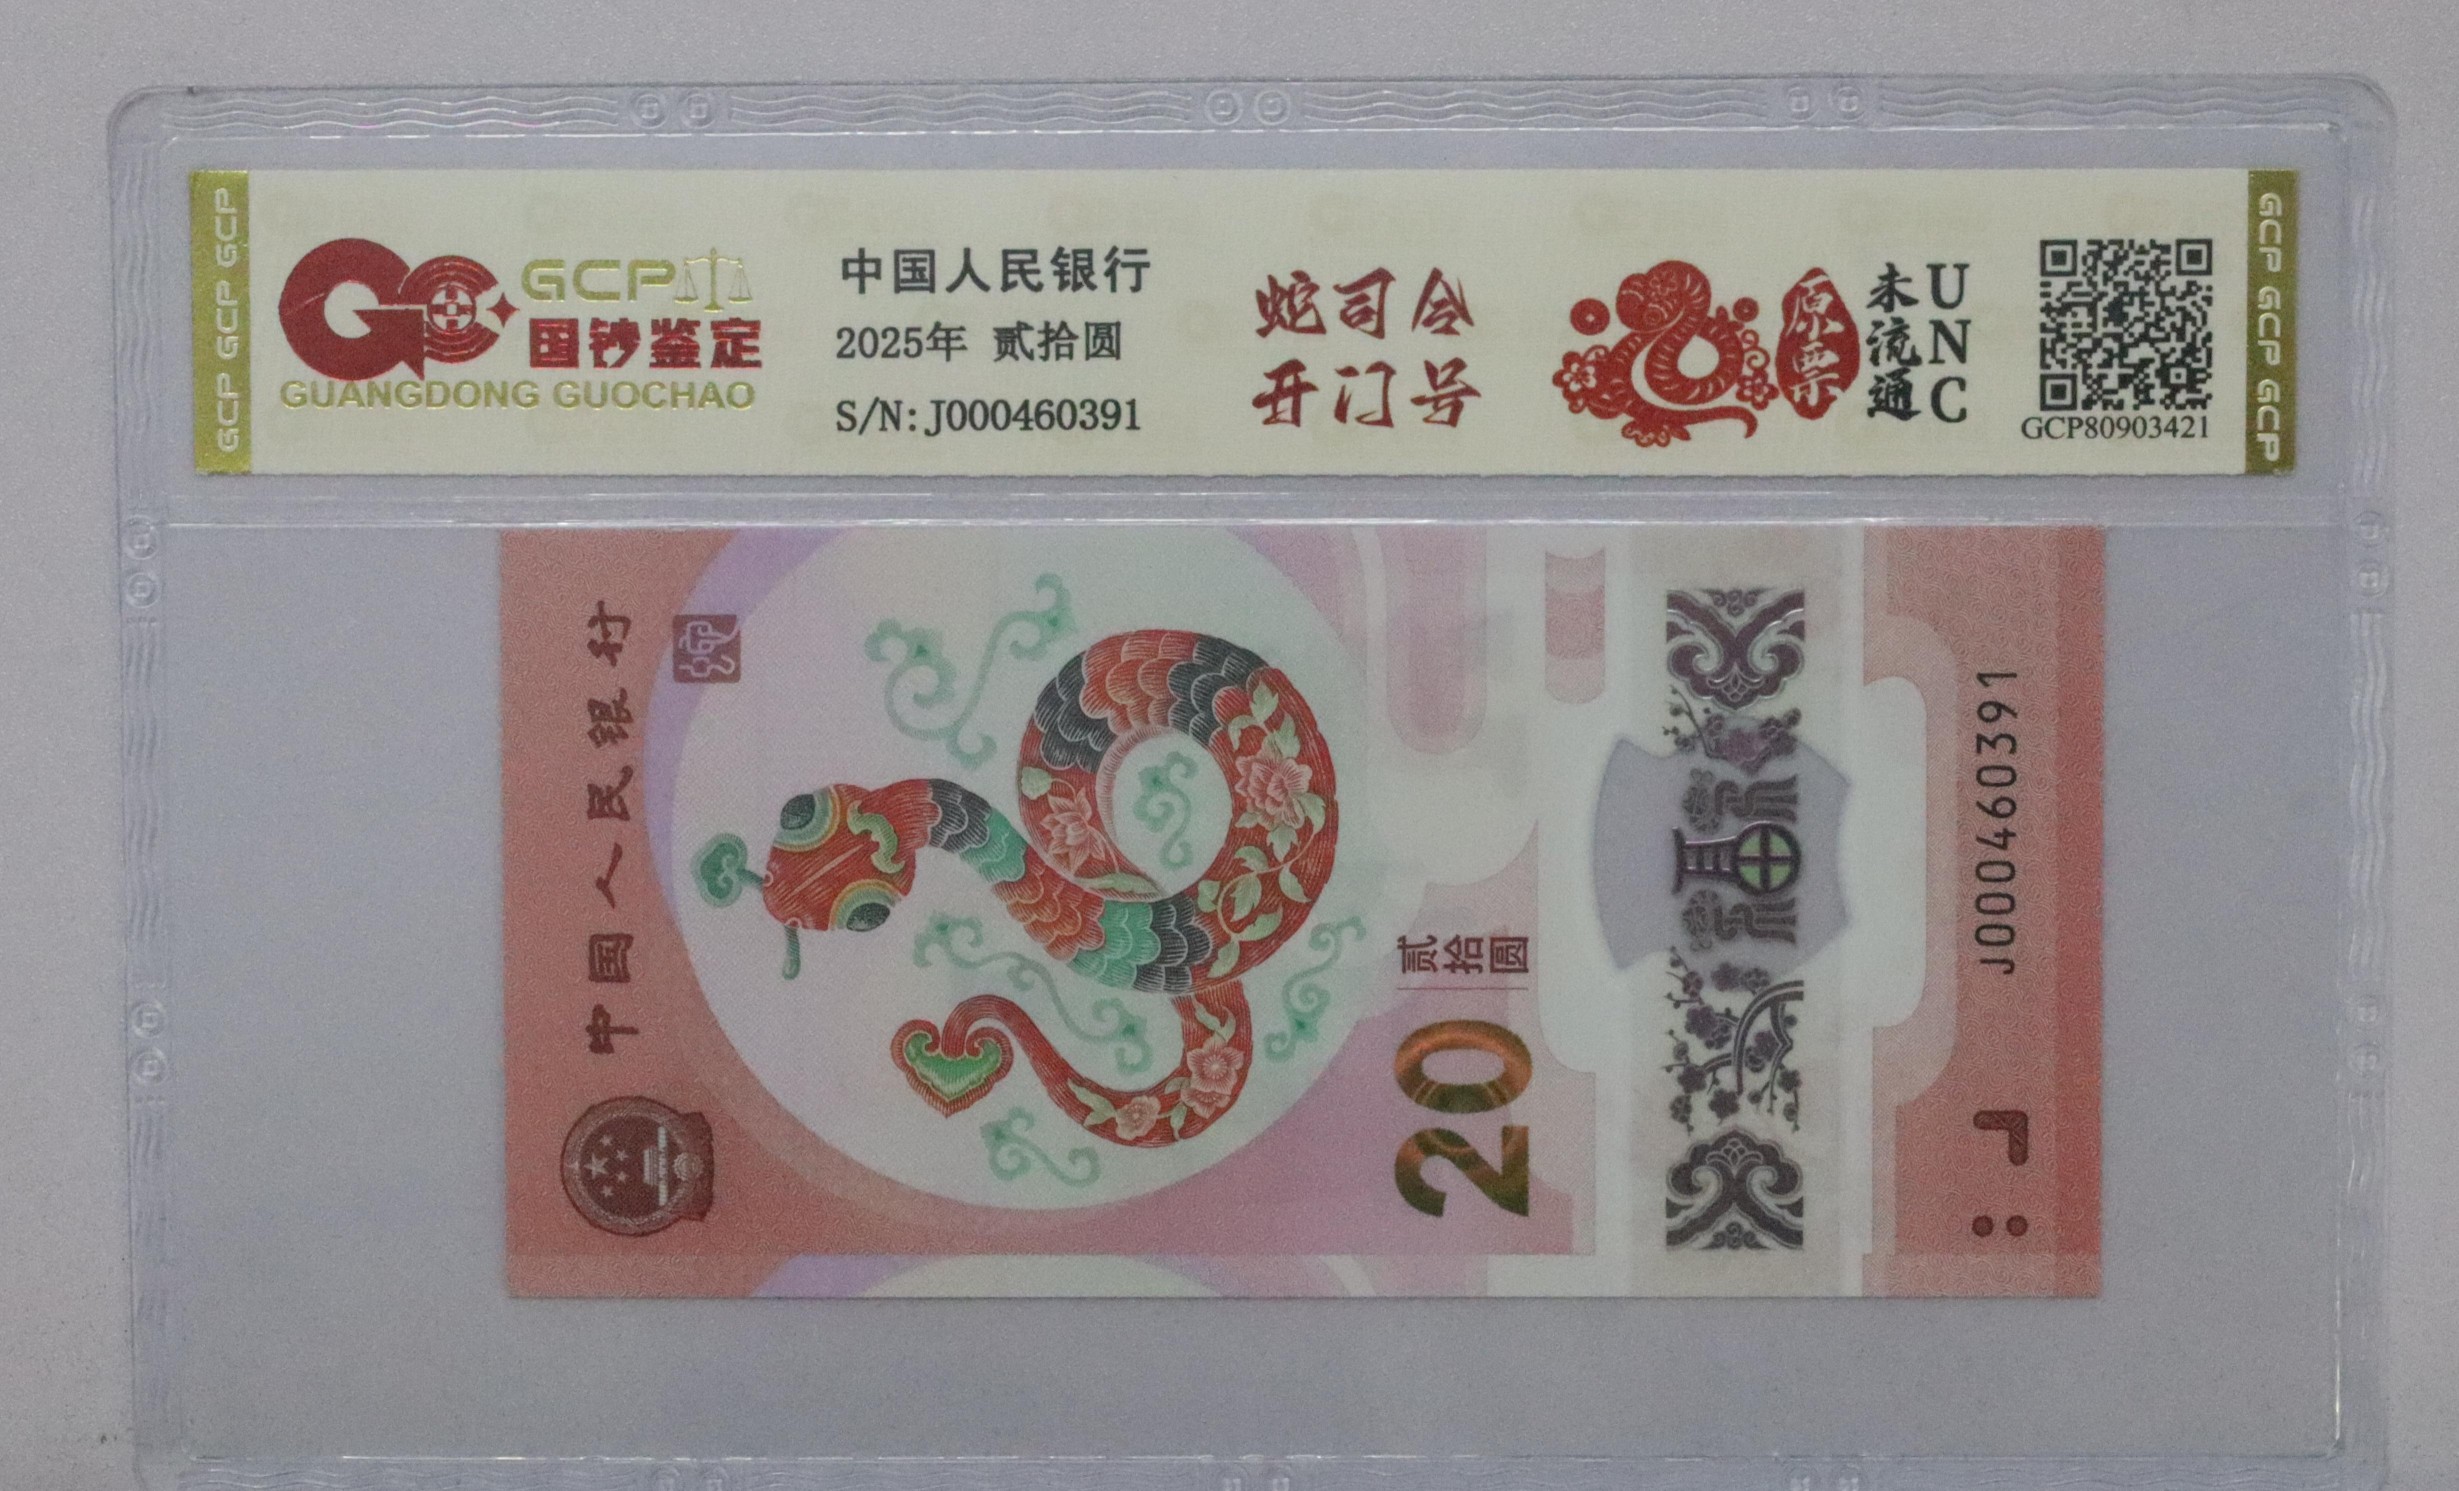 GCP GCP GCP
GCP
国钞鉴定
GUANGDONG GUOCHAO
中国人民银行
2025年 贰拾圆
S/N:J000460391
蛇司令
开门号
原票
未流通
UNC
GCP80903421
GCP GCP GCP
中国人民银行
20
贰拾圆
福
J000460391